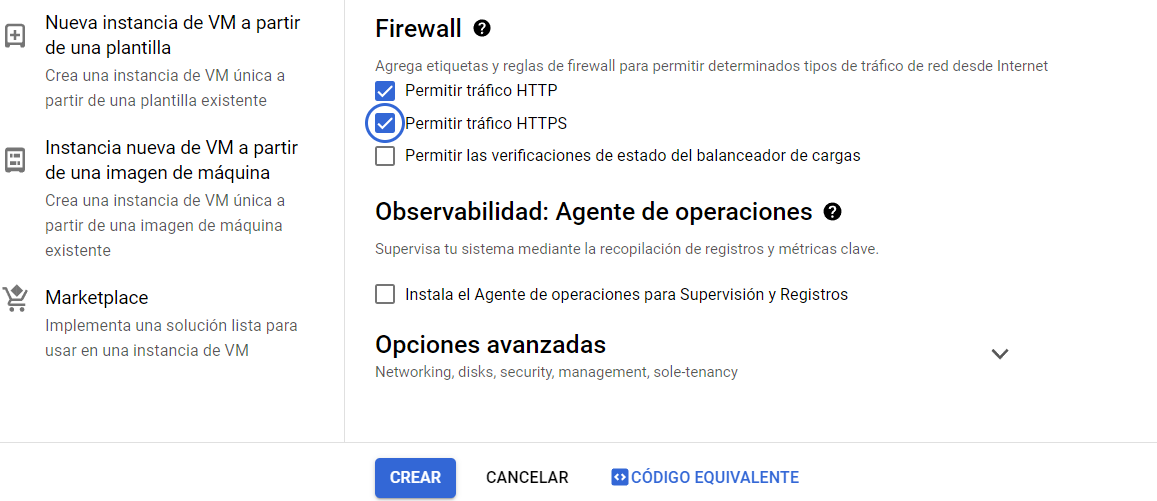 Nueva instancia de VM a partir
de una plantilla
Crea una instancia de VM única a
partir de una plantilla existente
Instancia nueva de VM a partir
de una imagen de máquina
Crea una instancia de VM única a
partir de una imagen de máquina
existente
Marketplace
Implementa una solución lista para
usar en una instancia de VM
Firewall
Agrega etiquetas y reglas de firewall para permitir determinados tipos de tráfico de red desde Internet
Permitir tráfico HTTP
Permitir tráfico HTTPS
Permitir las verificaciones de estado del balanceador de cargas
Observabilidad: Agente de operaciones
Supervisa tu sistema mediante la recopilación de registros y métricas clave.
Instala el Agente de operaciones para Supervisión y Registros
Opciones avanzadas
Networking, disks, security, management, sole-tenancy
CREAR CANCELAR CÓDIGO EQUIVALENTE